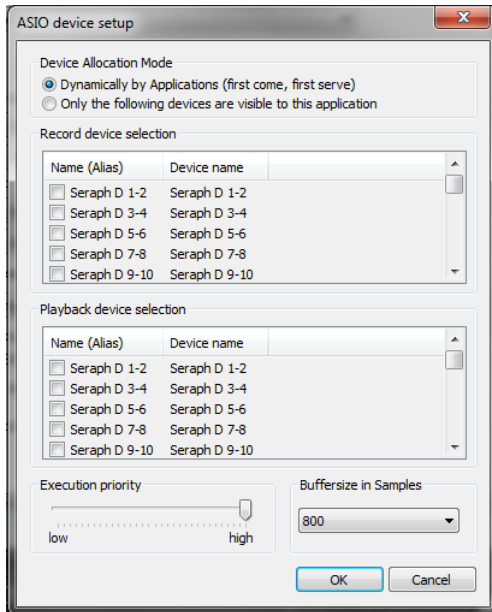 ASIO device setup
Device Allocation Mode
Dynamically by Applications (first come, first serve)
Only the following devices are visible to this application
Record device selection
Name (Alias) Device name
Seraph D 1-2 Seraph D 1-2
Seraph D 3-4 Seraph D 3-4
Seraph D 5-6 Seraph D 5-6
Seraph D 7-8 Seraph D 7-8
Seraph D 9-10 Seraph D 9-10
Playback device selection
Name (Alias) Device name
Seraph D 1-2 Seraph D 1-2
Seraph D 3-4 Seraph D 3-4
Seraph D 5-6 Seraph D 5-6
Seraph D 7-8 Seraph D 7-8
Seraph D 9-10 Seraph D 9-10
Execution priority Buffersize in Samples
800
low high
OK Cancel